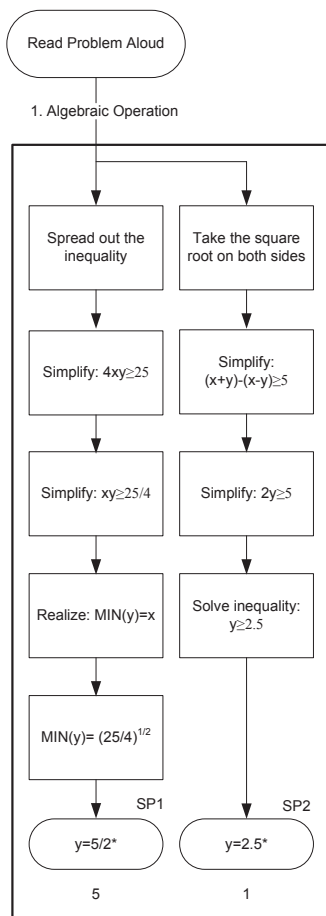 Read Problem Aloud
1. Algebraic Operation
Spread out the
inequality
Simplify: 4xy≥25
Simplify: xy≥25/4
Realize: MIN(y)=x
MIN(y)= (25/4)^{1/2}
SP1
y=5/2*
5
Take the square
root on both sides
Simplify:
(x+y)-(x-y)≥5
Simplify: 2y≥5
Solve inequality:
y≥2.5
SP2
y=2.5*
1